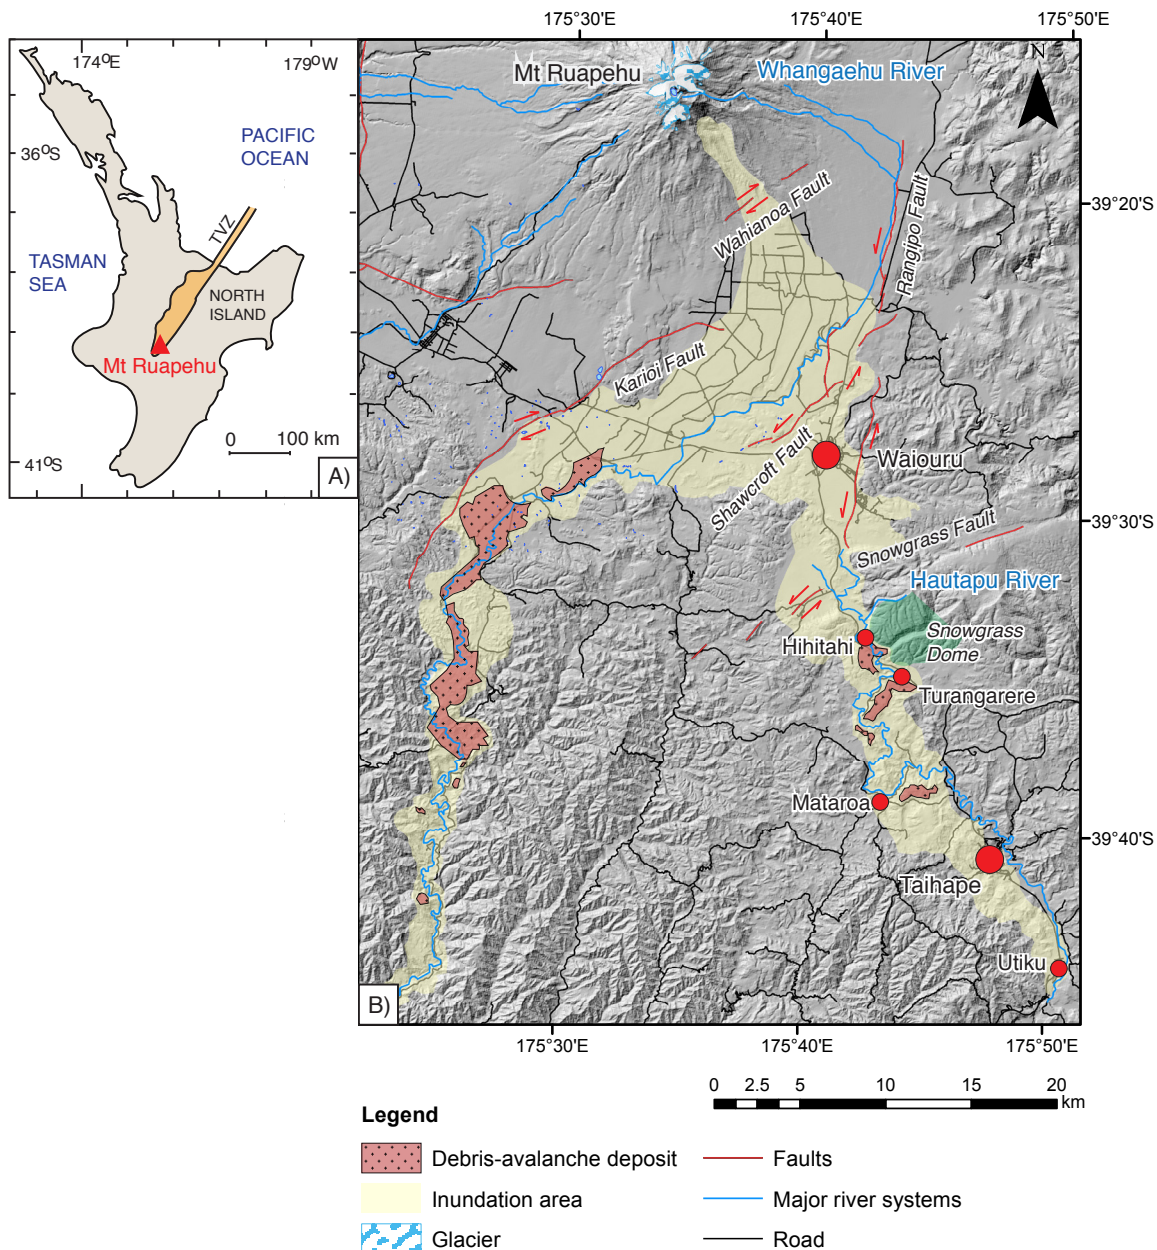 175°30'E
175°40'E
175°50'E
174°E
179°W
36°S
41°S
PACIFIC
OCEAN
TASMAN
SEA
TVZ
NORTH
ISLAND
Mt Ruapehu
0
100 km
A)
Mt Ruapehu
Whangaehu River
N
Wahianoa Fault
Rangipo Fault
39°20'S
Karioi Fault
Shawcroft Fault
Waiouru
39°30'S
Snowgrass Fault
Hautapu River
Hihitahi
Snowgrass
Dome
Turangarere
Mataroa
39°40'S
Taihape
Utiku
B)
175°30'E
175°40'E
175°50'E
0 2.5 5 10 15 20
km
Legend
Debris-avalanche deposit
Faults
Inundation area
Major river systems
Glacier
Road